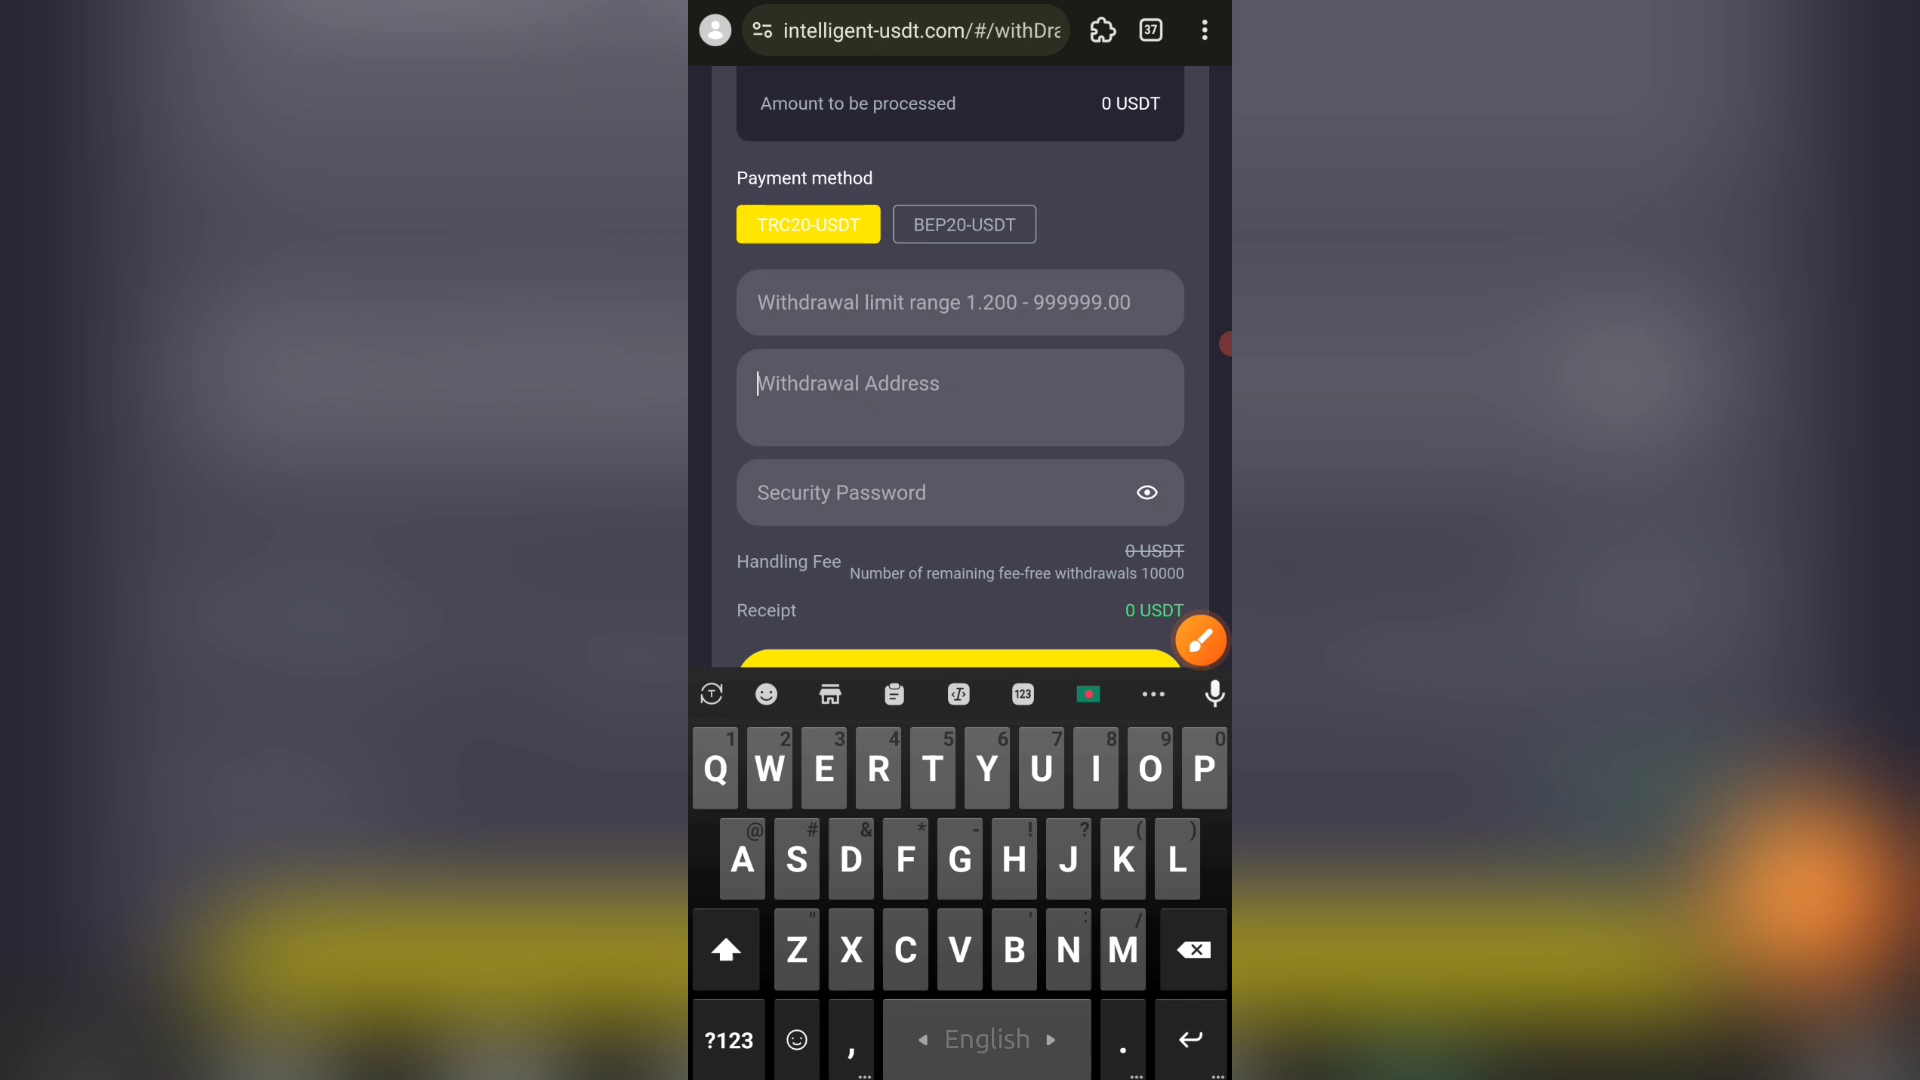 intelligent-usdt.com/#/withDra
37
Amount to be processed 0 USDT
Payment method
TRC20-USDT BEP20-USDT
Withdrawal limit range 1.200 - 999999.00
Withdrawal Address
Security Password
0 USDT
Handling Fee
Number of remaining fee-free withdrawals 10000
Receipt 0 USDT
T 123
1 2 3 4 5 6 7 8 9 0
Q W E R T Y U I O P
@ # & * - ! ? ( )
A S D F G H J K L
" ' : /
Z X C V B N M
?123 , English .